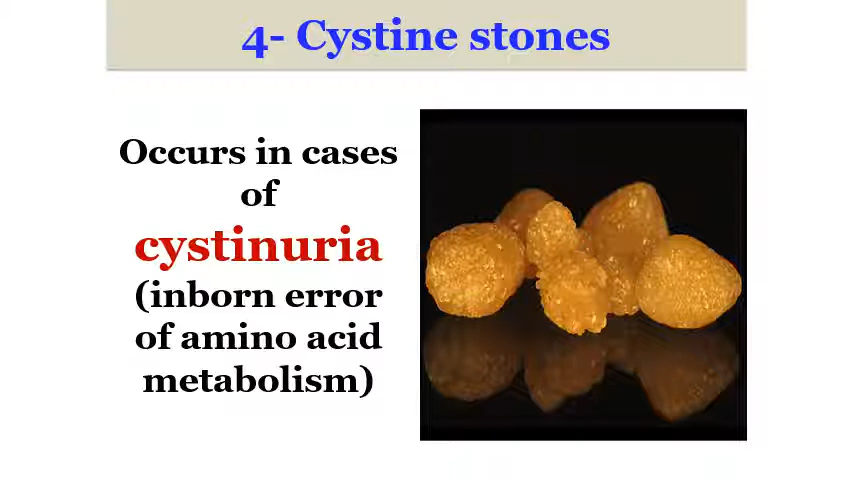 4- Cystine stones
Occurs in cases
of
cystinuria
(inborn error
of amino acid
metabolism)